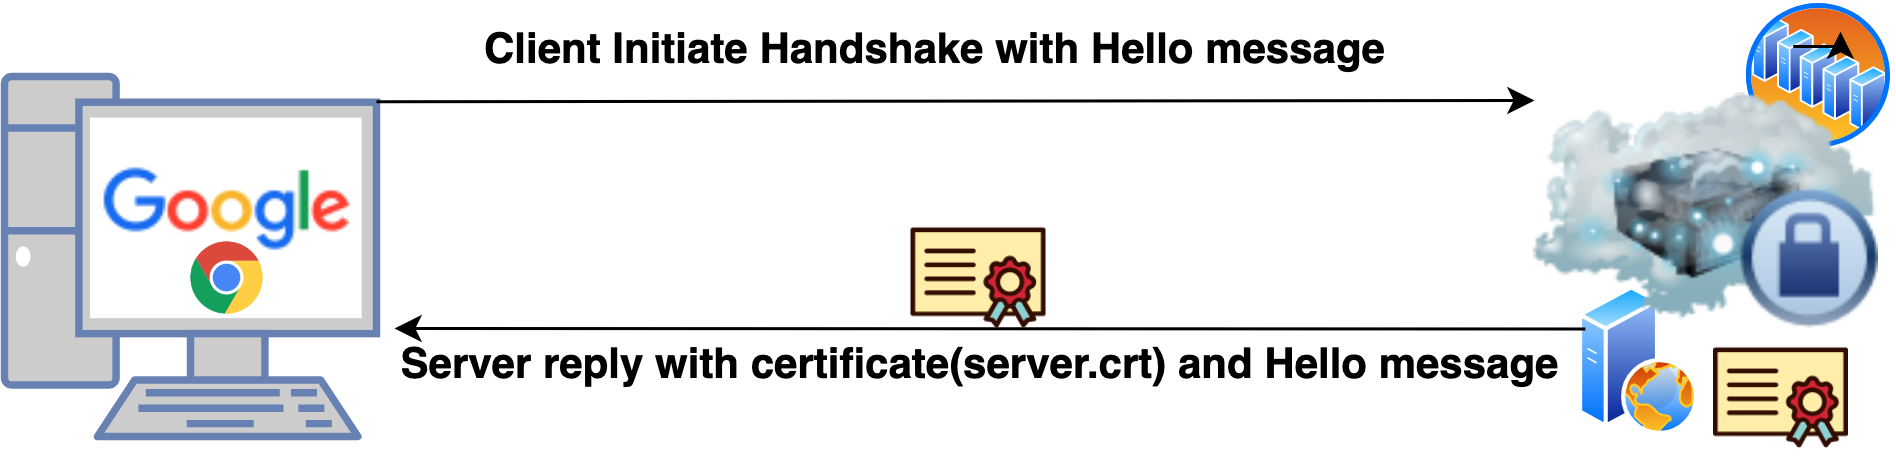 Client Initiate Handshake with Hello message
Google
Server reply with certificate(server.crt) and Hello message